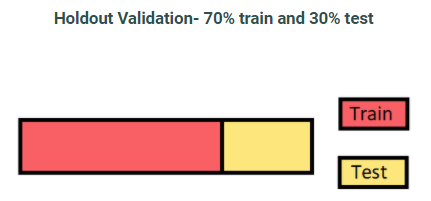 Holdout Validation- 70% train and 30% test
Train
Test